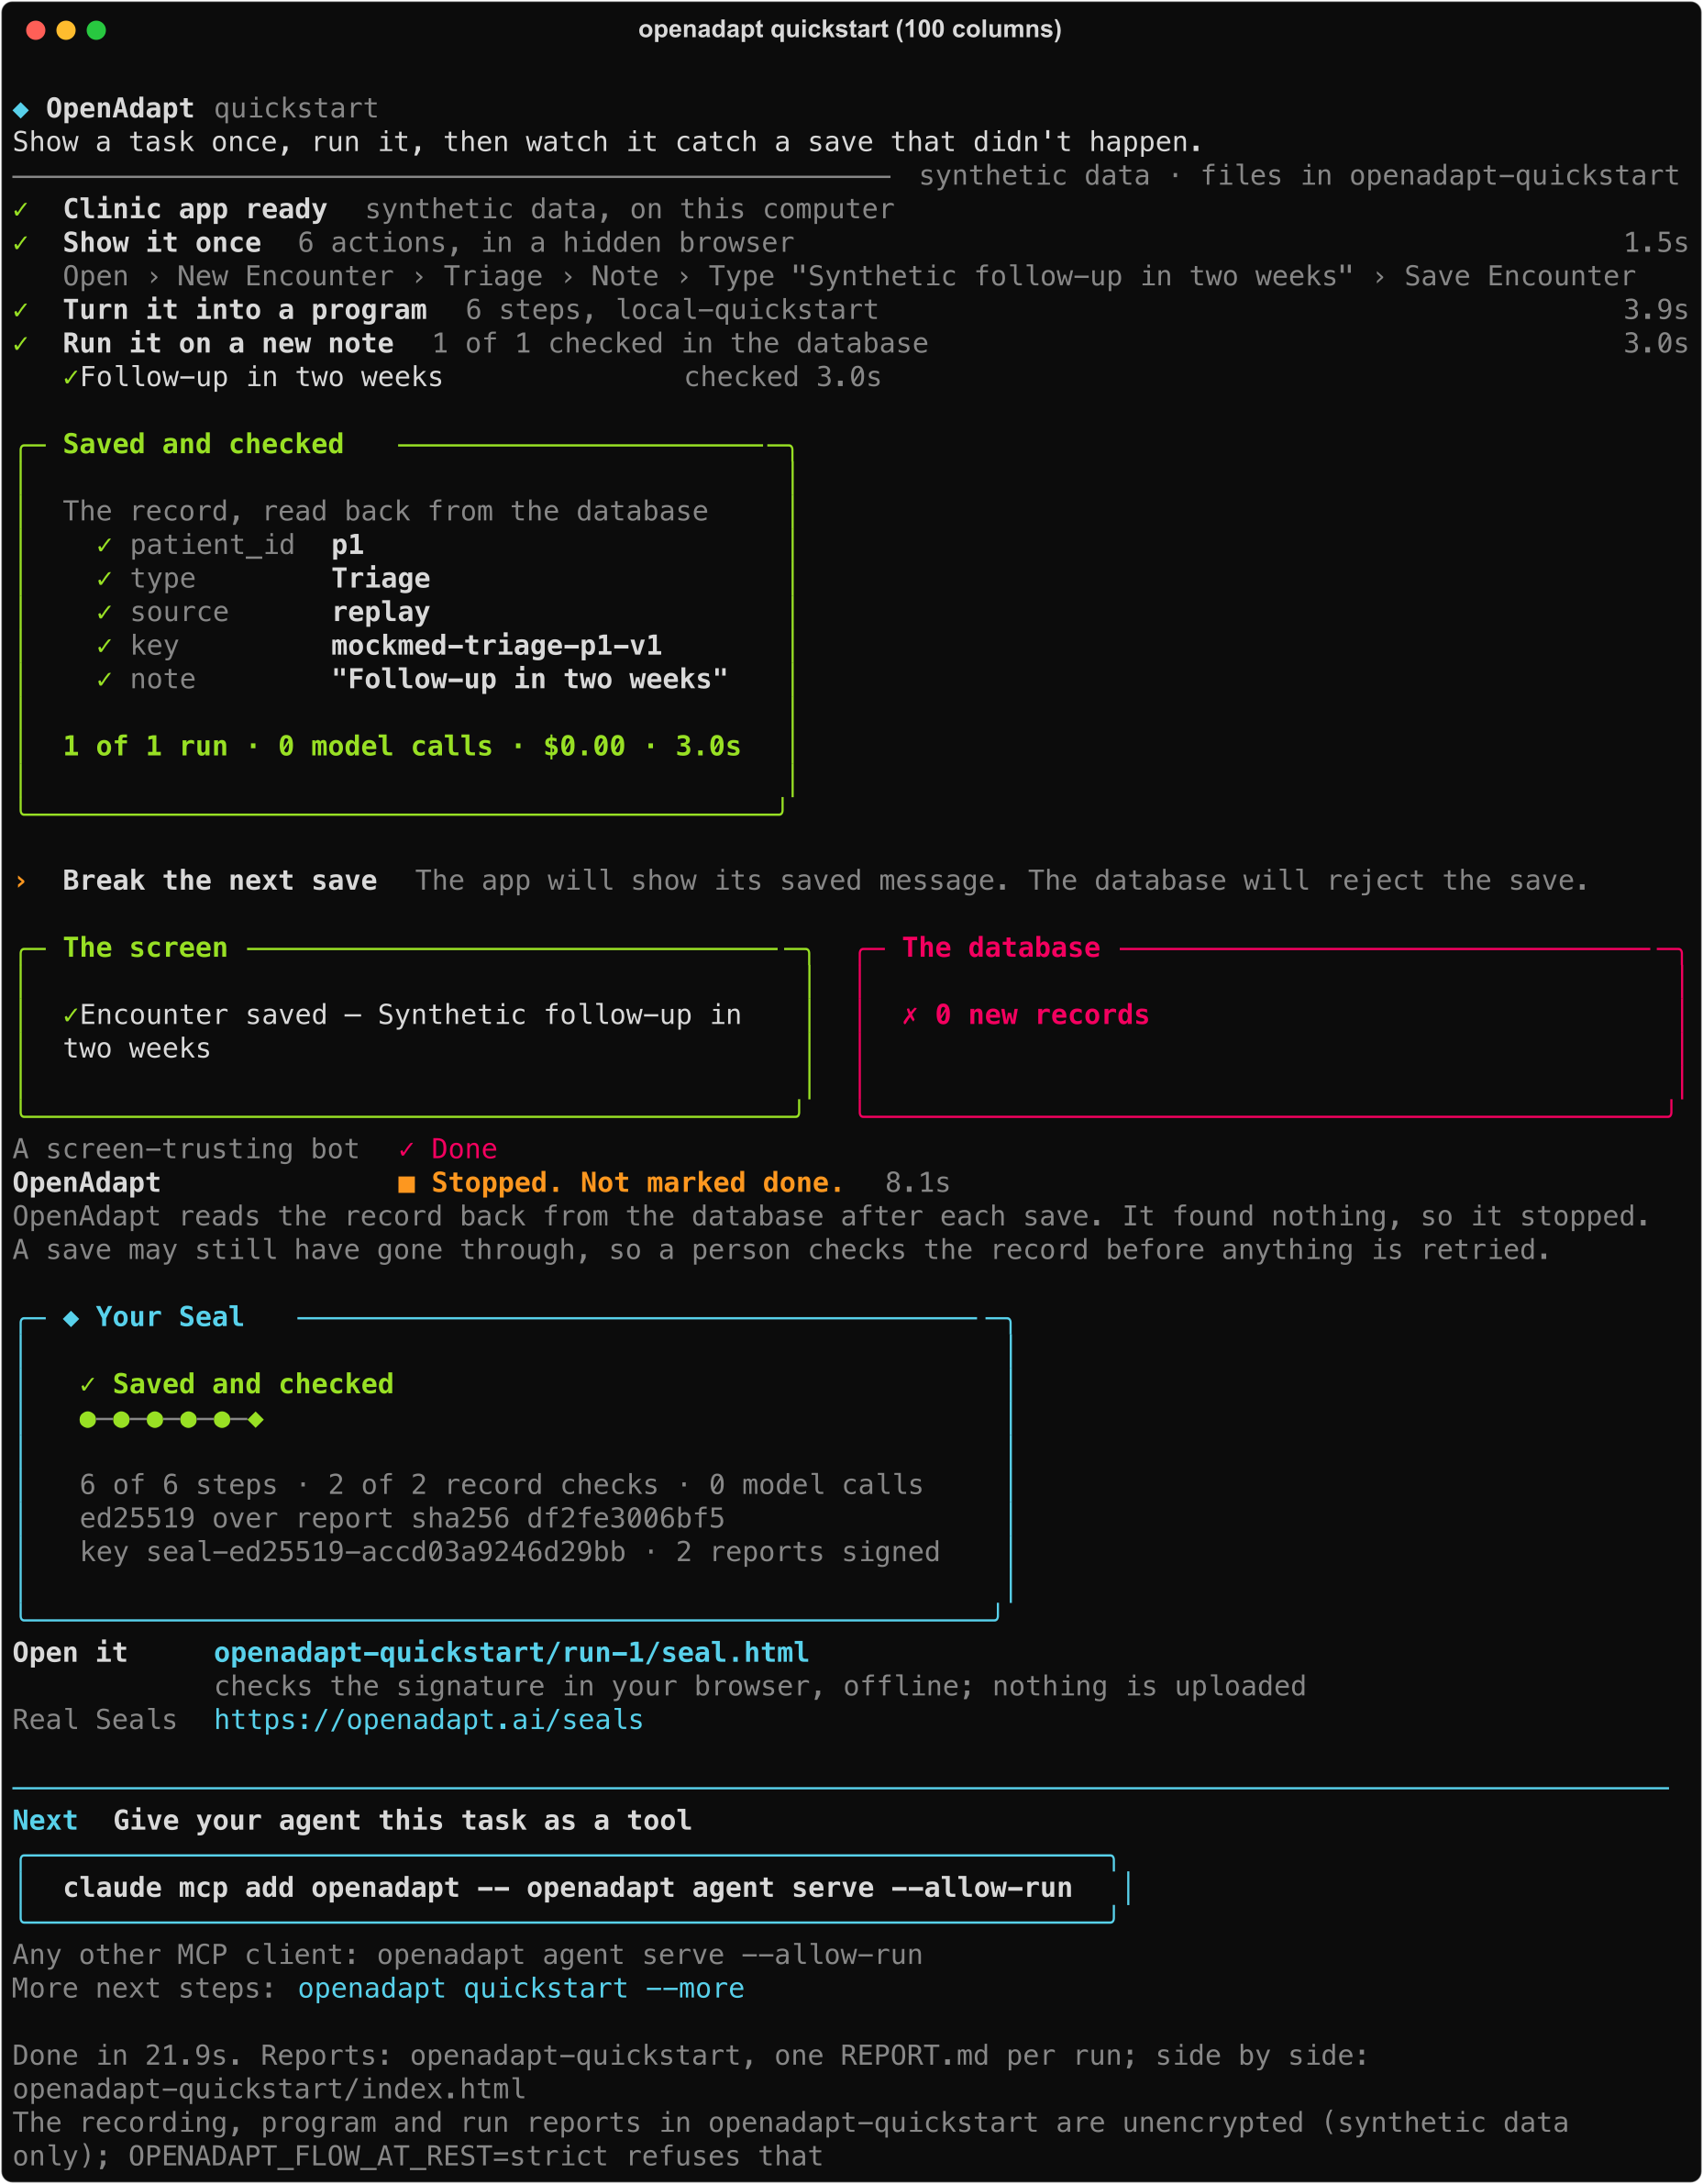 openadapt quickstart (100 columns)
◆ OpenAdapt quickstart
Show a task once, run it, then watch it catch a save that didn't happen.
synthetic data · files in openadapt-quickstart
✓ Clinic app ready synthetic data, on this computer
✓ Show it once 6 actions, in a hidden browser 1.5s
Open › New Encounter › Triage › Note › Type "Synthetic follow-up in two weeks" › Save Encounter
✓ Turn it into a program 6 steps, local-quickstart 3.9s
✓ Run it on a new note 1 of 1 checked in the database 3.0s
✓Follow-up in two weeks checked 3.0s
Saved and checked
The record, read back from the database
✓ patient_id p1
✓ type Triage
✓ source replay
✓ key mockmed-triage-p1-v1
✓ note "Follow-up in two weeks"
1 of 1 run · 0 model calls · $0.00 · 3.0s
› Break the next save The app will show its saved message. The database will reject the save.
The screen
✓Encounter saved — Synthetic follow-up in
two weeks
The database
✗ 0 new records
A screen-trusting bot ✓ Done
OpenAdapt ■ Stopped. Not marked done. 8.1s
OpenAdapt reads the record back from the database after each save. It found nothing, so it stopped.
A save may still have gone through, so a person checks the record before anything is retried.
◆ Your Seal
✓ Saved and checked
●─●─●─●─●─◆
6 of 6 steps · 2 of 2 record checks · 0 model calls
ed25519 over report sha256 df2fe3006bf5
key seal-ed25519-accd03a9246d29bb · 2 reports signed
Open it openadapt-quickstart/run-1/seal.html
checks the signature in your browser, offline; nothing is uploaded
Real Seals https://openadapt.ai/seals
Next Give your agent this task as a tool
claude mcp add openadapt -- openadapt agent serve --allow-run
Any other MCP client: openadapt agent serve --allow-run
More next steps: openadapt quickstart --more
Done in 21.9s. Reports: openadapt-quickstart, one REPORT.md per run; side by side:
openadapt-quickstart/index.html
The recording, program and run reports in openadapt-quickstart are unencrypted (synthetic data
only); OPENADAPT_FLOW_AT_REST=strict refuses that